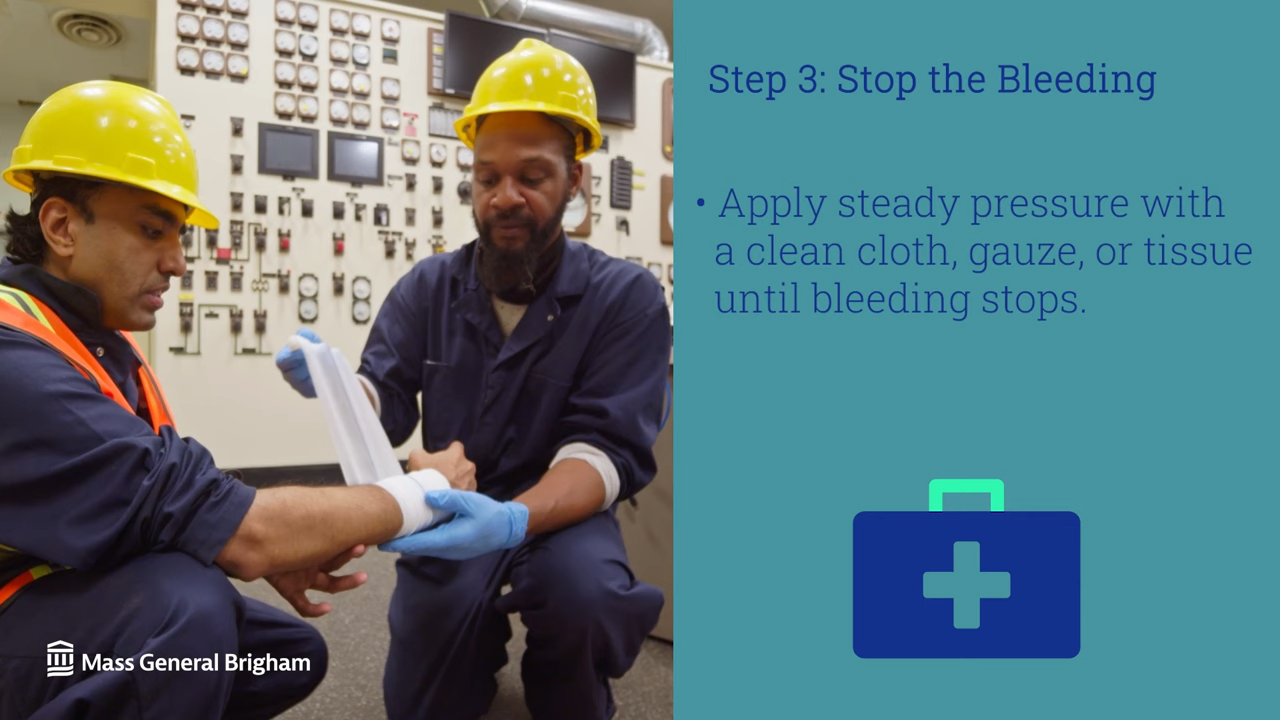 Step 3: Stop the Bleeding
• Apply steady pressure with
a clean cloth, gauze, or tissue
until bleeding stops.
Mass General Brigham